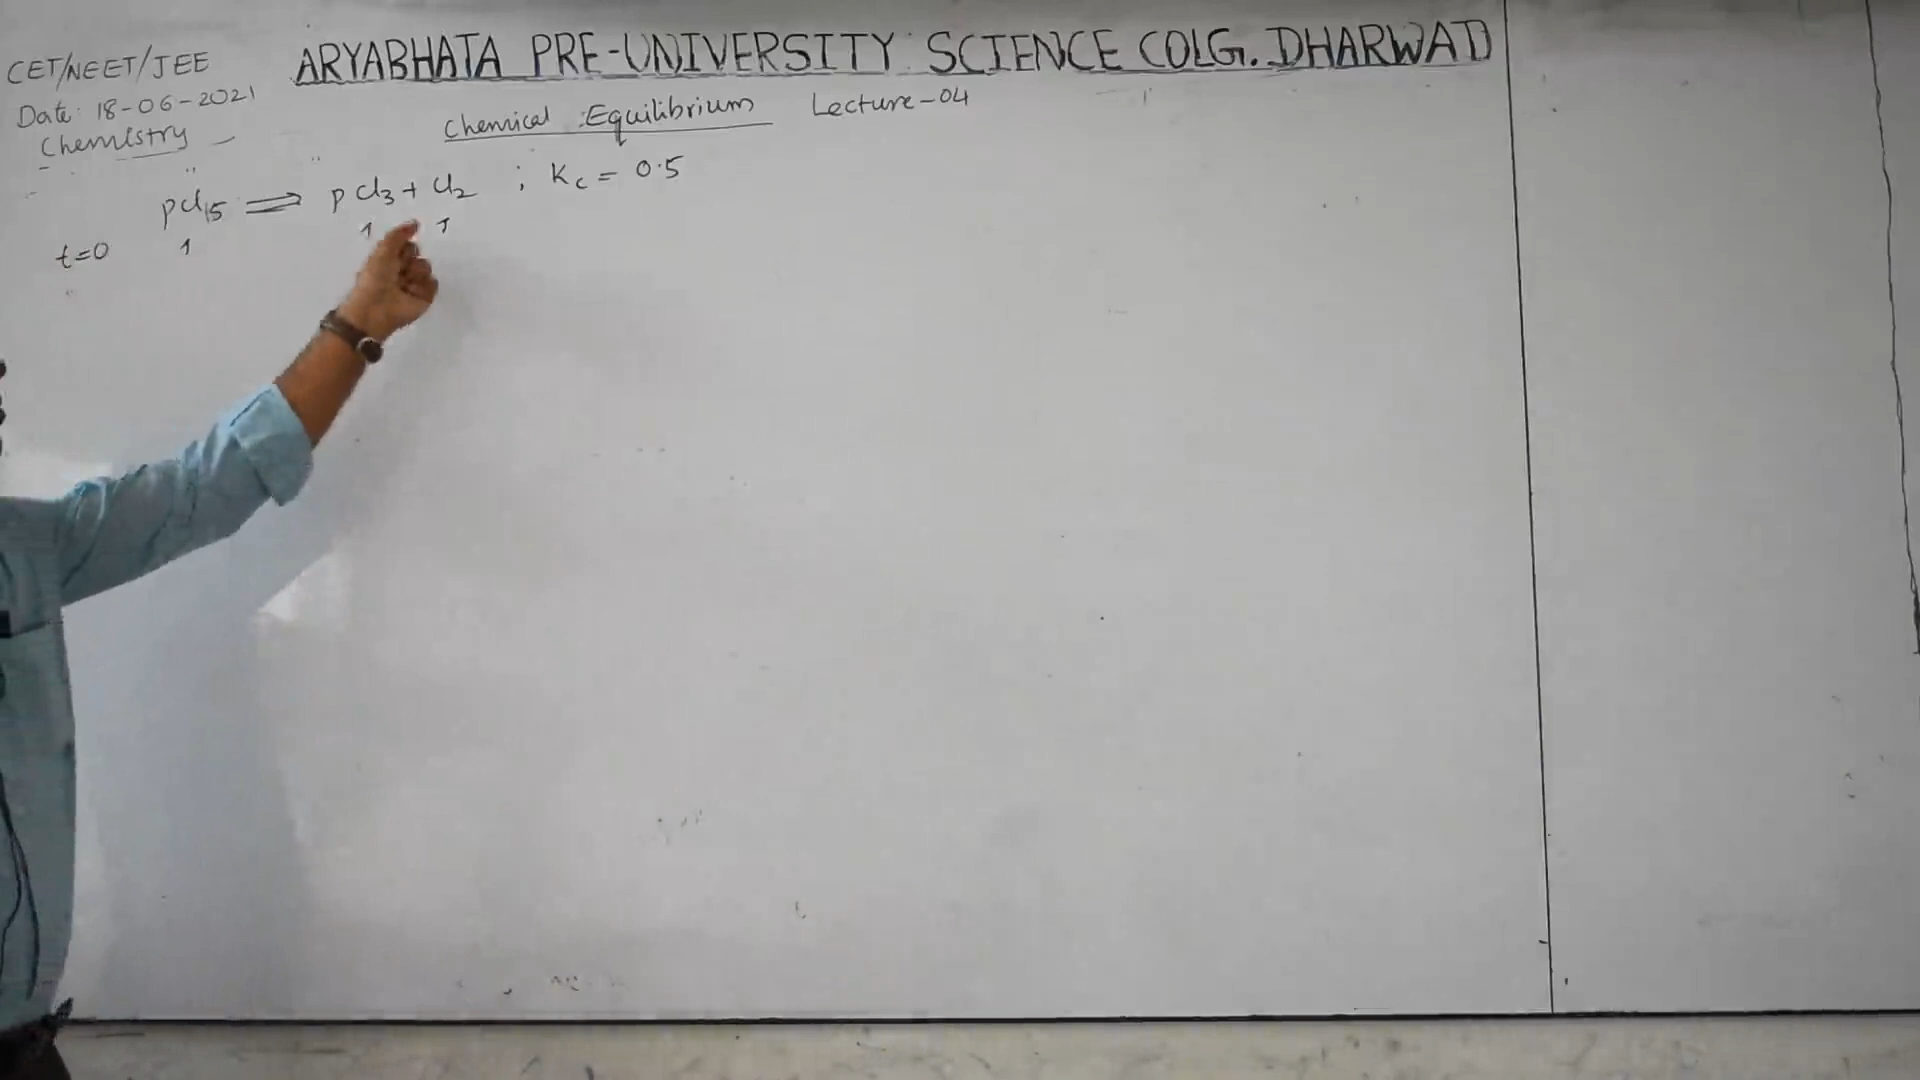 CET/NEET/JEE
ARYABHATA PRE-UNIVERSITY SCIENCE COLG. DHARWAD
Date: 18-06-2021
Chemical Equilibrium Lecture-04
Chemistry
pcl5 ⇌ pcl3 + cl2 ; Kc = 0.5
t=0 1 1 1